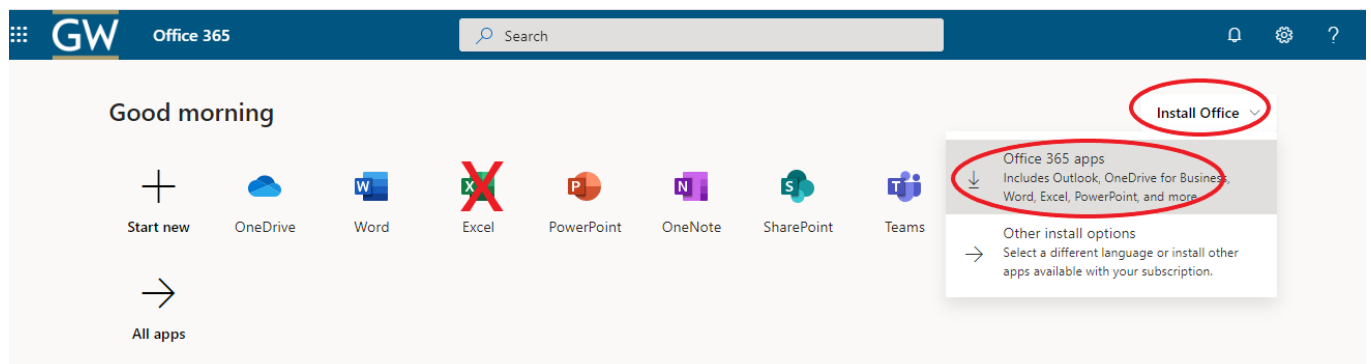 GW Office 365 Search ?
Good morning
Install Office
Office 365 apps
Includes Outlook, OneDrive for Business,
Word, Excel, PowerPoint, and more
Other install options
Select a different language or install other
apps available with your subscription.
Start new OneDrive Word Excel PowerPoint OneNote SharePoint Teams
All apps